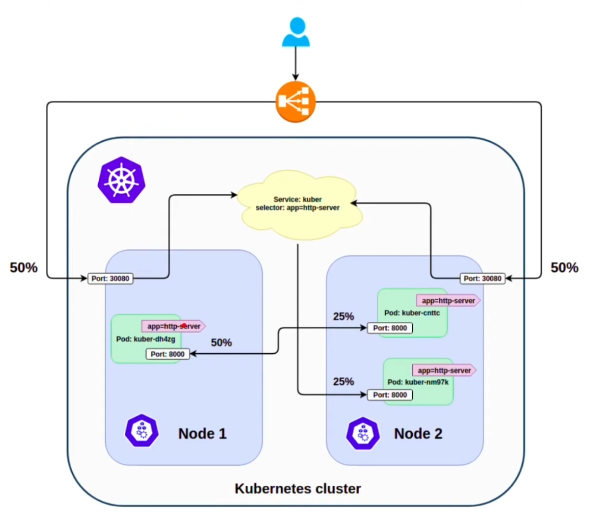 Service: kuber
selector: app=http-server
50%
50%
Port: 30080
Port: 30080
app=http-server
Pod: kuber-cnttc
25%
Port: 8000
app=http-server
Pod: kuber-dh4zg
50%
Port: 8000
app=http-server
25%
Pod: kuber-nm97k
Port: 8000
Node 1
Node 2
Kubernetes cluster